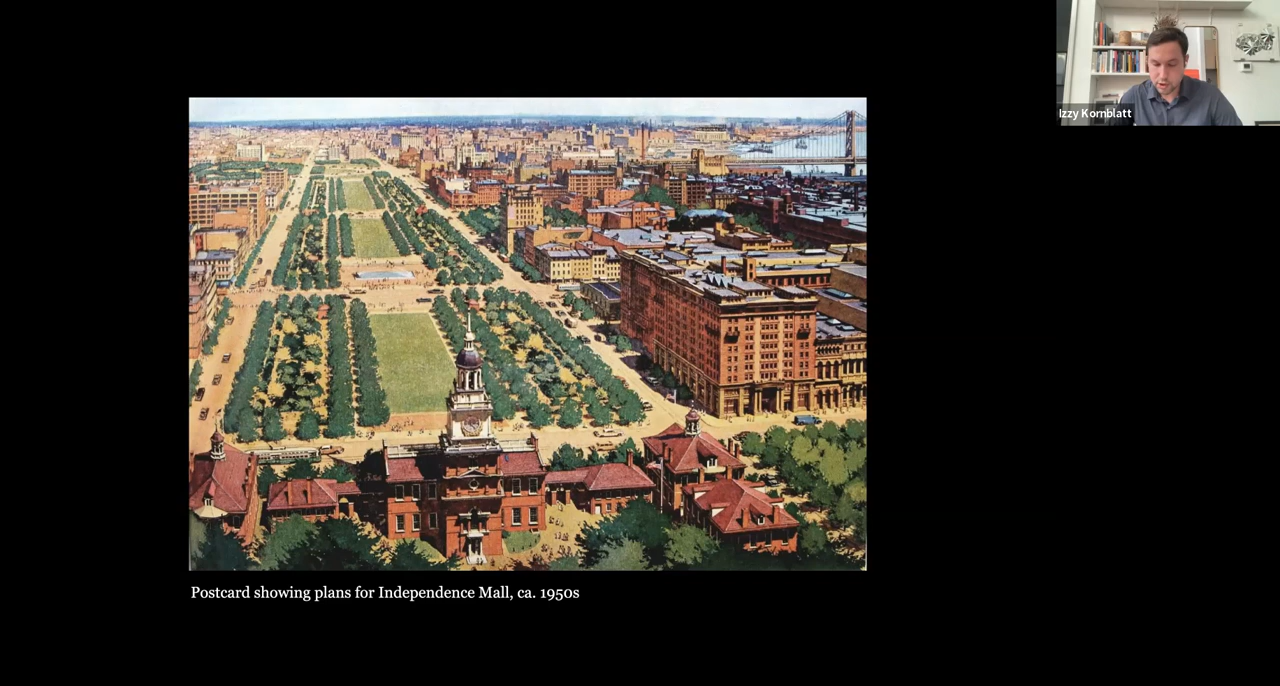 Izzy Kornblatt
Postcard showing plans for Independence Mall, ca. 1950s